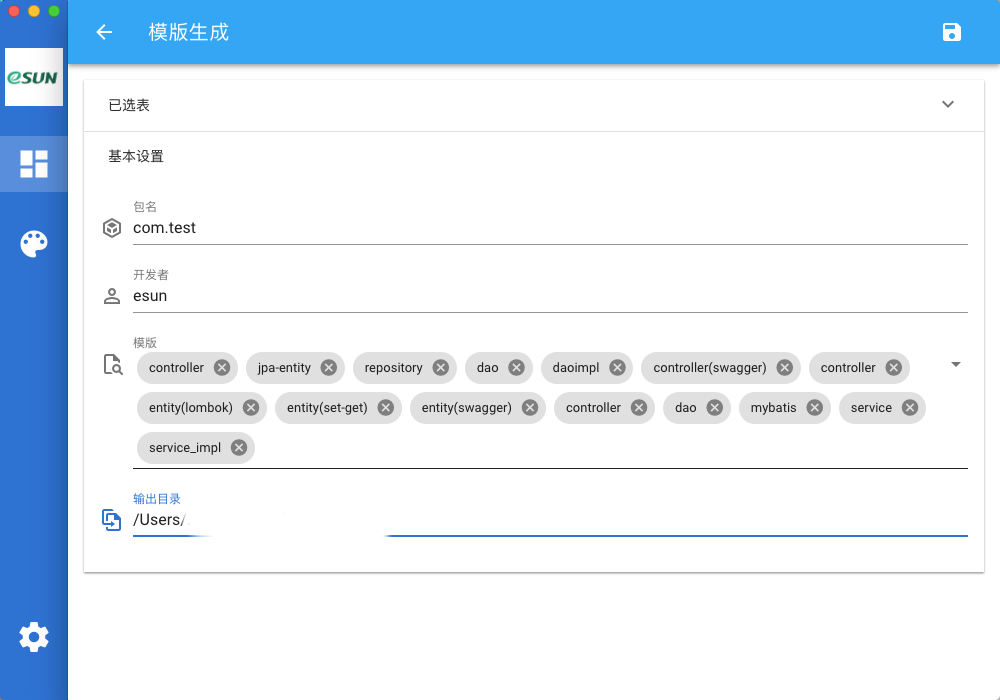 模版生成
eSUN
已选表
基本设置
包名
com.test
开发者
esun
模版
controller jpa-entity repository dao daoimpl controller(swagger) controller
entity(lombok) entity(set-get) entity(swagger) controller dao mybatis service
service_impl
输出目录
/Users/